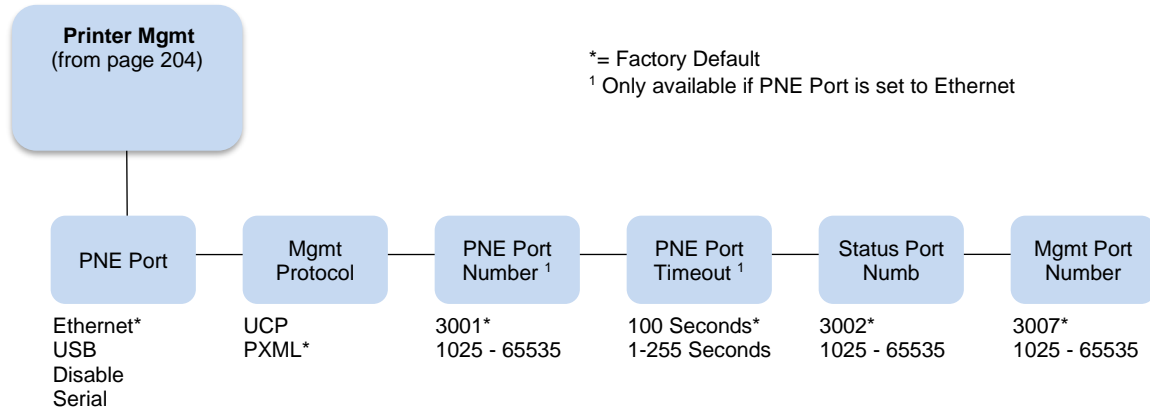 Printer Mgmt
(from page 204)
*= Factory Default
¹ Only available if PNE Port is set to Ethernet
PNE Port
Mgmt
Protocol
PNE Port
Number ¹
PNE Port
Timeout ¹
Status Port
Numb
Mgmt Port
Number
Ethernet*
USB
Disable
Serial
UCP
PXML*
3001*
1025 - 65535
100 Seconds*
1-255 Seconds
3002*
1025 - 65535
3007*
1025 - 65535